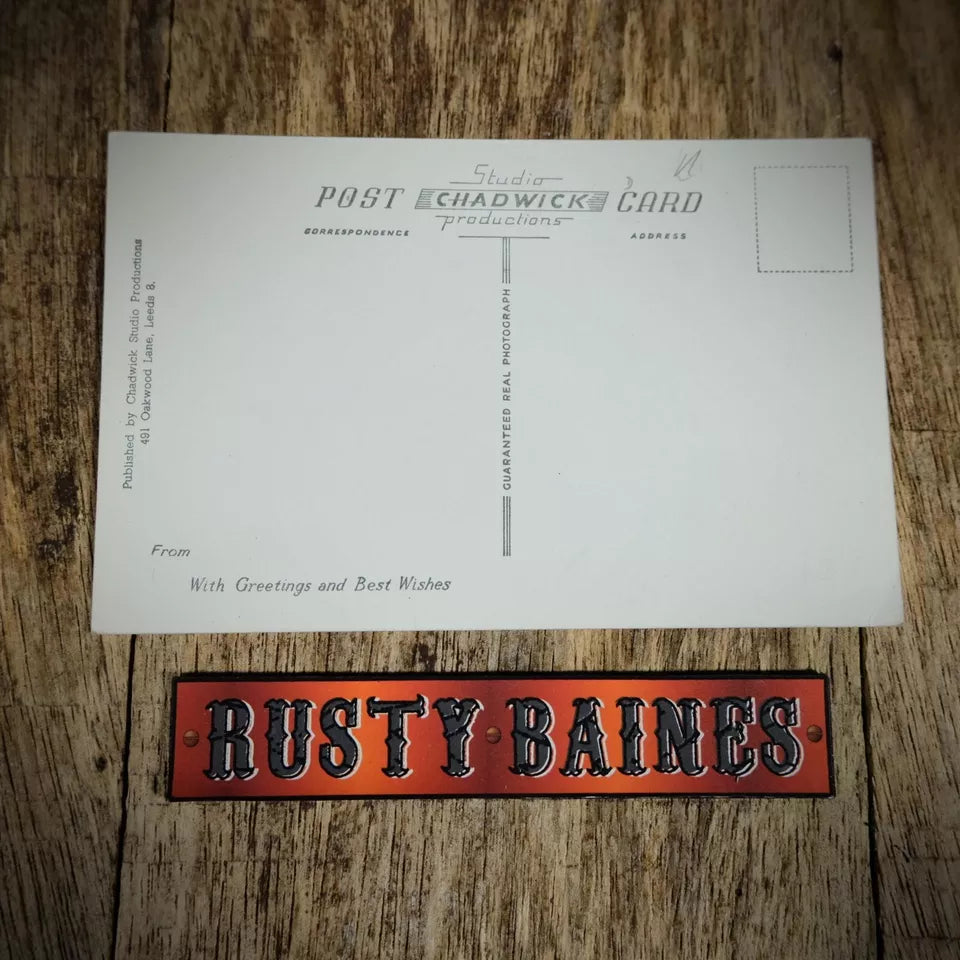 Studio
POST CHADWICK CARD
productions
CORRESPONDENCE
ADDRESS
Published by Chadwick Studio Productions
491 Oakwood Lane, Leeds 8.
GUARANTEED REAL PHOTOGRAPH
From
With Greetings and Best Wishes
RUSTY BAINES